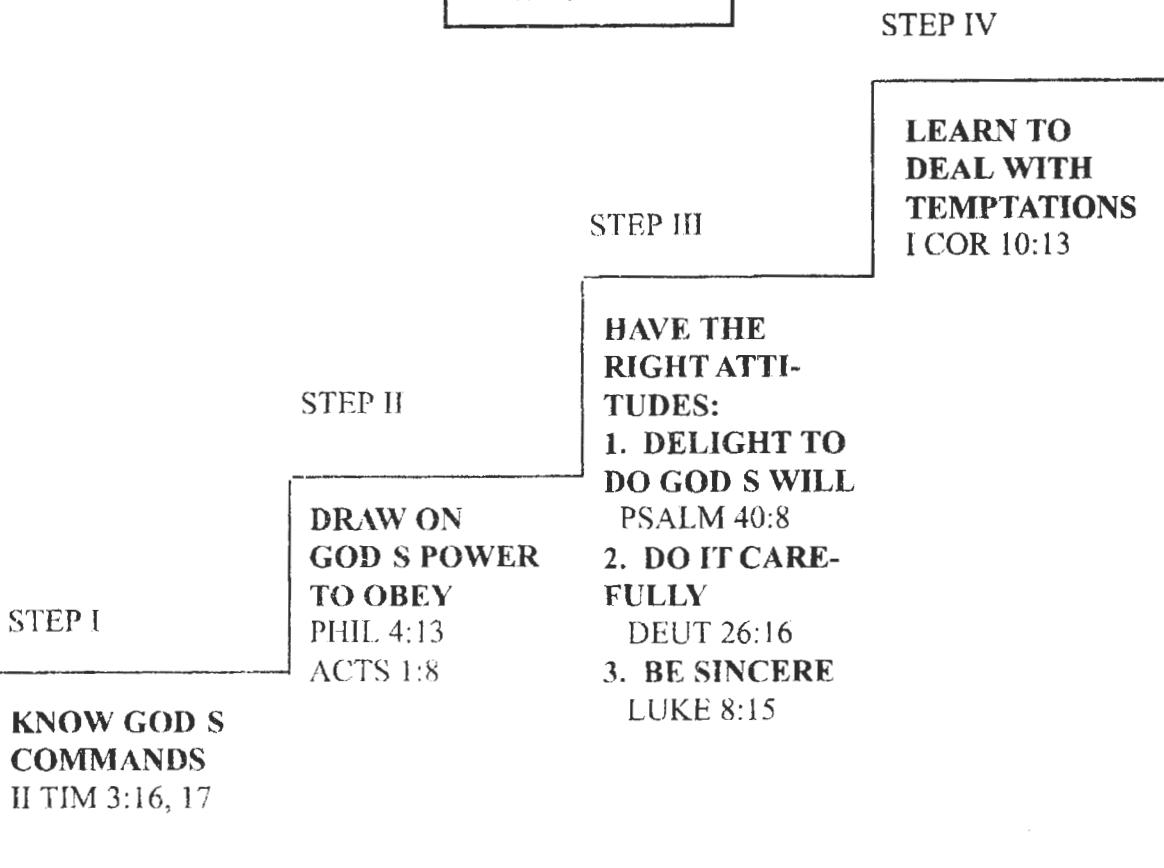 STEP I
KNOW GOD S
COMMANDS
II TIM 3:16, 17
STEP II
DRAW ON
GOD S POWER
TO OBEY
PHIL 4:13
ACTS 1:8
STEP III
HAVE THE
RIGHT ATTI-
TUDES:
1. DELIGHT TO
DO GOD S WILL
PSALM 40:8
2. DO IT CARE-
FULLY
DEUT 26:16
3. BE SINCERE
LUKE 8:15
STEP IV
LEARN TO
DEAL WITH
TEMPTATIONS
I COR 10:13